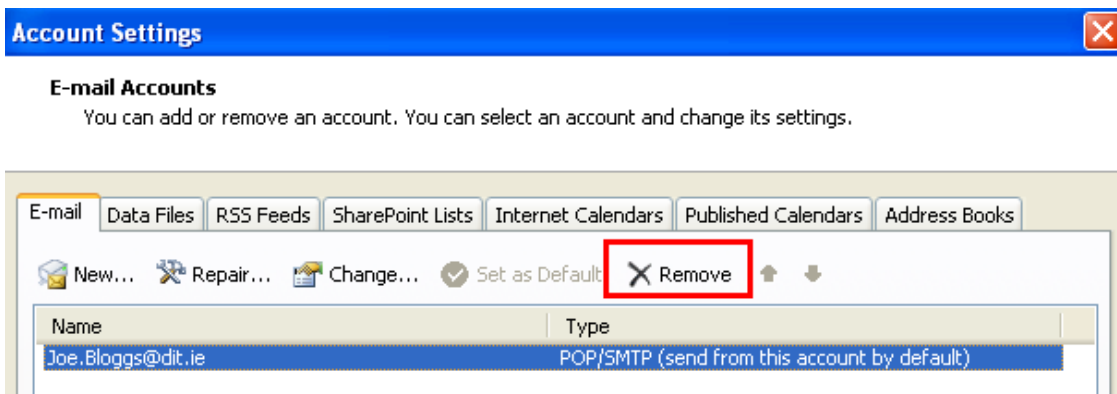 Account Settings
E-mail Accounts
You can add or remove an account. You can select an account and change its settings.
E-mail Data Files RSS Feeds SharePoint Lists Internet Calendars Published Calendars Address Books
New... Repair... Change... Set as Default Remove
Name Type
Joe.Bloggs@dit.ie POP/SMTP (send from this account by default)